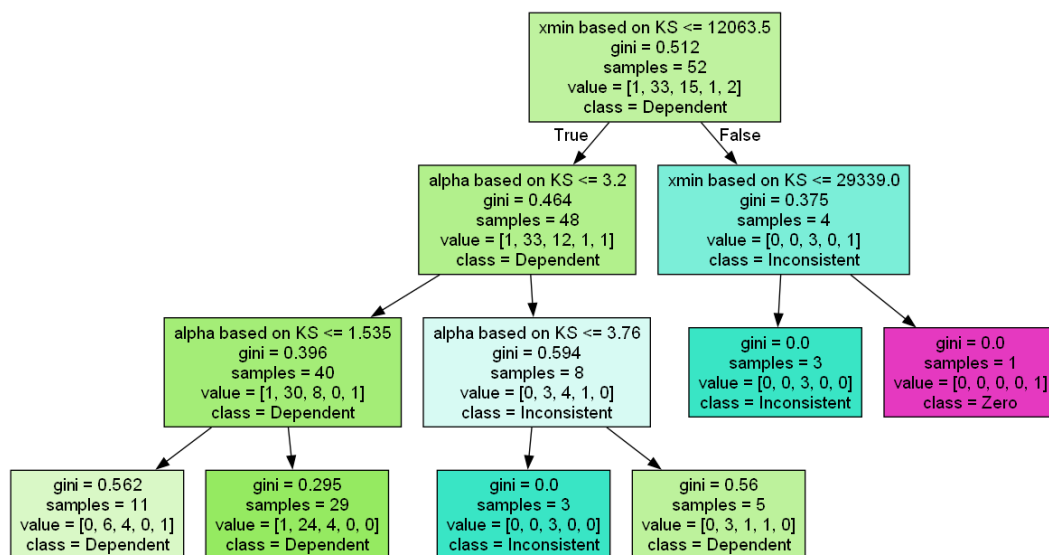 xmin based on KS <= 12063.5
gini = 0.512
samples = 52
value = [1, 33, 15, 1, 2]
class = Dependent
True
False
alpha based on KS <= 3.2
gini = 0.464
samples = 48
value = [1, 33, 12, 1, 1]
class = Dependent
xmin based on KS <= 29339.0
gini = 0.375
samples = 4
value = [0, 0, 3, 0, 1]
class = Inconsistent
alpha based on KS <= 1.535
gini = 0.396
samples = 40
value = [1, 30, 8, 0, 1]
class = Dependent
alpha based on KS <= 3.76
gini = 0.594
samples = 8
value = [0, 3, 4, 1, 0]
class = Inconsistent
gini = 0.0
samples = 3
value = [0, 0, 3, 0, 0]
class = Inconsistent
gini = 0.0
samples = 1
value = [0, 0, 0, 0, 1]
class = Zero
gini = 0.562
samples = 11
value = [0, 6, 4, 0, 1]
class = Dependent
gini = 0.295
samples = 29
value = [1, 24, 4, 0, 0]
class = Dependent
gini = 0.0
samples = 3
value = [0, 0, 3, 0, 0]
class = Inconsistent
gini = 0.56
samples = 5
value = [0, 3, 1, 1, 0]
class = Dependent